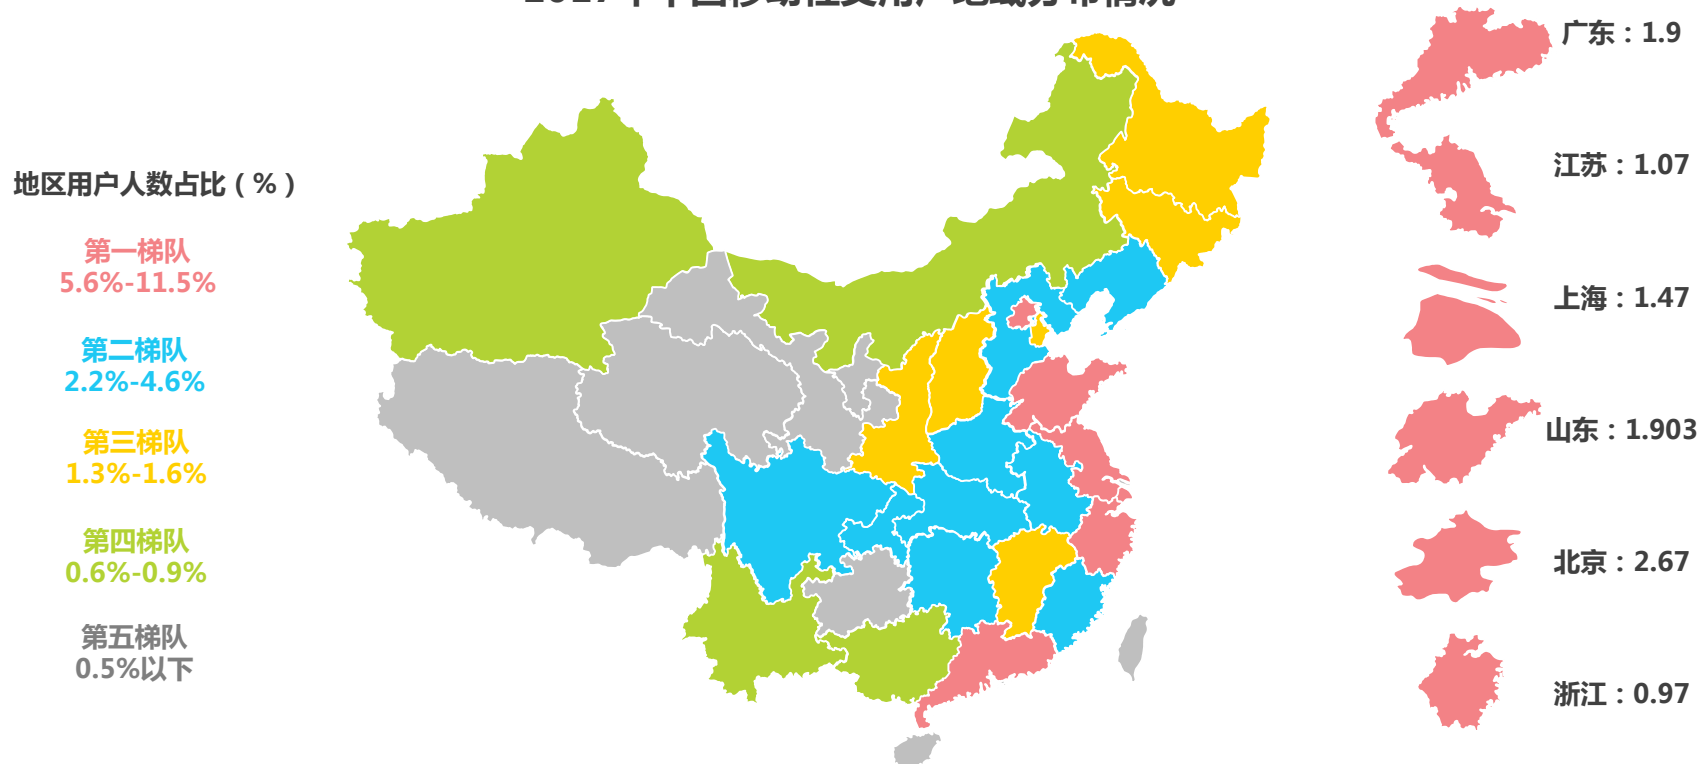 地区用户人数占比（%）
第一梯队
5.6%-11.5%
第二梯队
2.2%-4.6%
第三梯队
1.3%-1.6%
第四梯队
0.6%-0.9%
第五梯队
0.5%以下
广东：1.9
江苏：1.07
上海：1.47
山东：1.903
北京：2.67
浙江：0.97